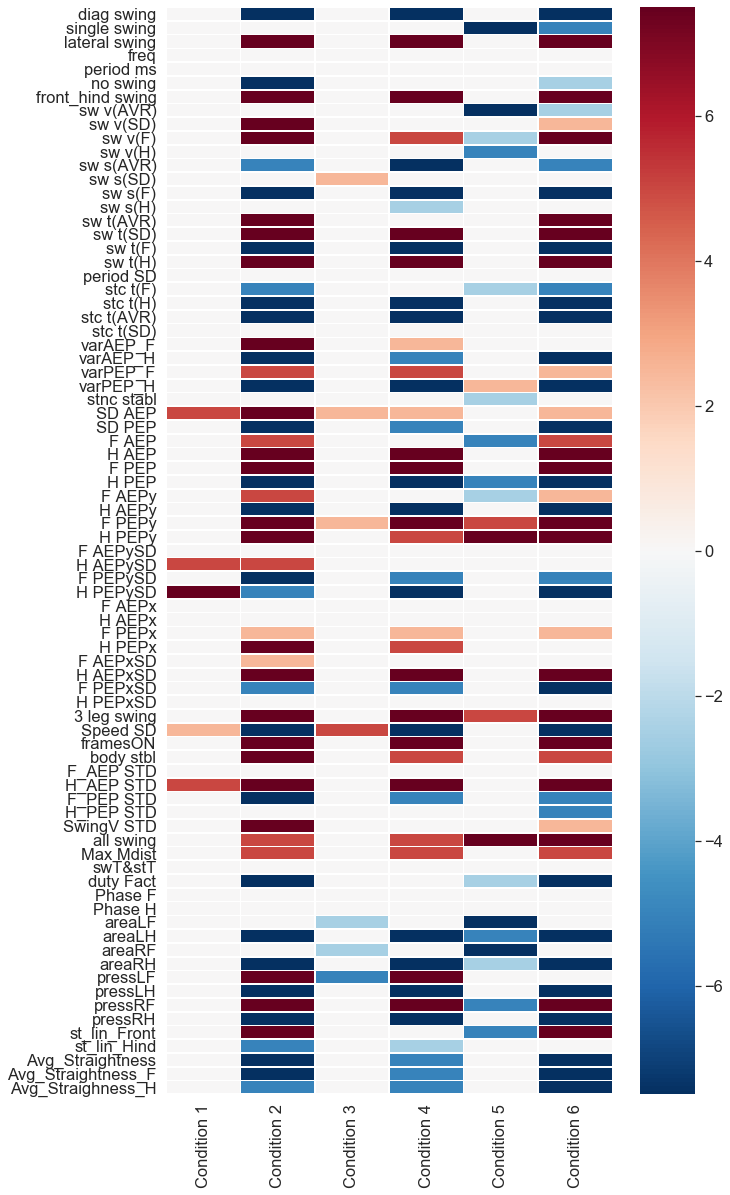 diag swing
single swing
lateral swing
freq
period ms
no swing
front_hind swing
sw v(AVR)
sw v(SD)
sw v(F)
sw v(H)
sw s(AVR)
sw s(SD)
sw s(F)
sw s(H)
sw t(AVR)
sw t(SD)
sw t(F)
sw t(H)
period SD
stc t(F)
stc t(H)
stc t(AVR)
stc t(SD)
varAEP_F
varAEP_H
varPEP_F
varPEP_H
stnc stabl
SD AEP
SD PEP
F AEP
H AEP
F PEP
H PEP
F AEPy
H AEPy
F PEPy
H PEPy
F AEPySD
H AEPySD
F PEPySD
H PEPySD
F AEPx
H AEPx
F PEPx
H PEPx
F AEPxSD
H AEPxSD
F PEPxSD
H PEPxSD
3 leg swing
Speed SD
framesON
body stbl
F_AEP STD
H_AEP STD
F_PEP STD
H_PEP STD
SwingV STD
all swing
Max Mdist
swT&stT
duty Fact
Phase F
Phase H
areaLF
areaLH
areaRF
areaRH
pressLF
pressLH
pressRF
pressRH
st_lin_Front
st_lin_Hind
Avg_Straightness
Avg_Straightness_F
Avg_Straighness_H
Condition 1
Condition 2
Condition 3
Condition 4
Condition 5
Condition 6
6
4
2
0
−2
−4
−6